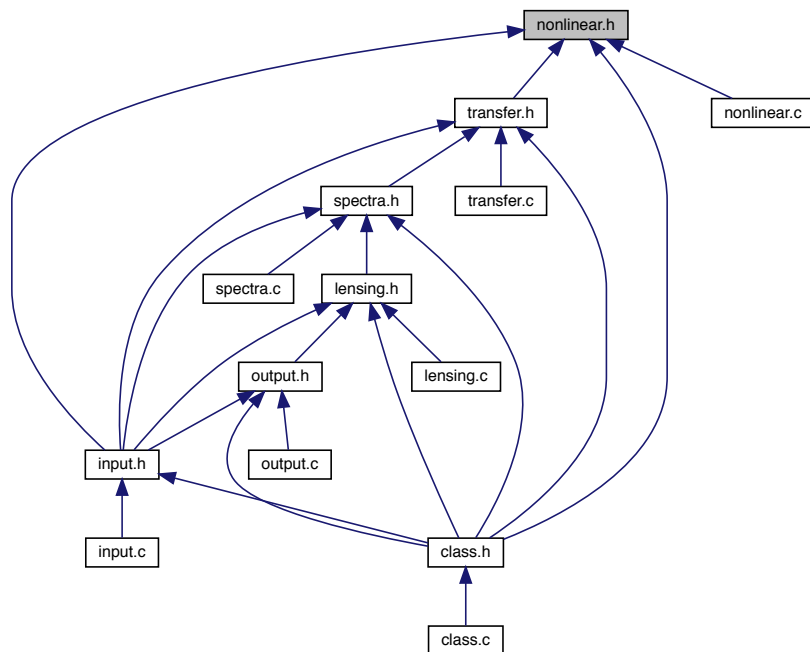 nonlinear.h
transfer.h
nonlinear.c
spectra.h
transfer.c
spectra.c
lensing.h
output.h
lensing.c
input.h
output.c
input.c
class.h
class.c